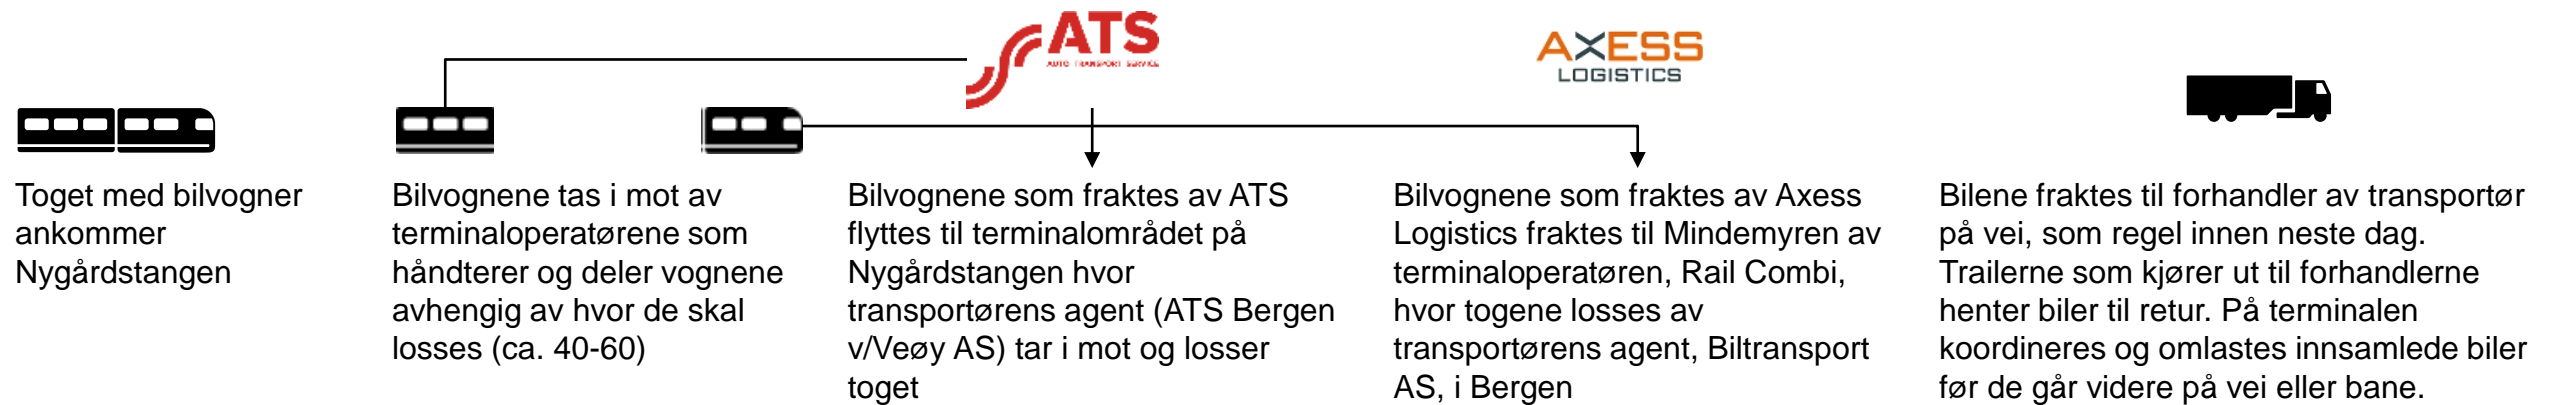 ATS
AUTO TRANSPORT SERVICE
AXESS
LOGISTICS
Toget med bilvogner
ankommer
Nygårdstangen
Bilvognene tas i mot av
terminaloperatørene som
håndterer og deler vognene
avhengig av hvor de skal
losses (ca. 40-60)
Bilvognene som fraktes av ATS
flyttes til terminalområdet på
Nygårdstangen hvor
transportørens agent (ATS Bergen
v/Veøy AS) tar i mot og losser
toget
Bilvognene som fraktes av Axess
Logistics fraktes til Mindemyren av
terminaloperatøren, Rail Combi,
hvor togene losses av
transportørens agent, Biltransport
AS, i Bergen
Bilene fraktes til forhandler av transportør
på vei, som regel innen neste dag.
Trailerne som kjører ut til forhandlerne
henter biler til retur. På terminalen
koordineres og omlastes innsamlede biler
før de går videre på vei eller bane.